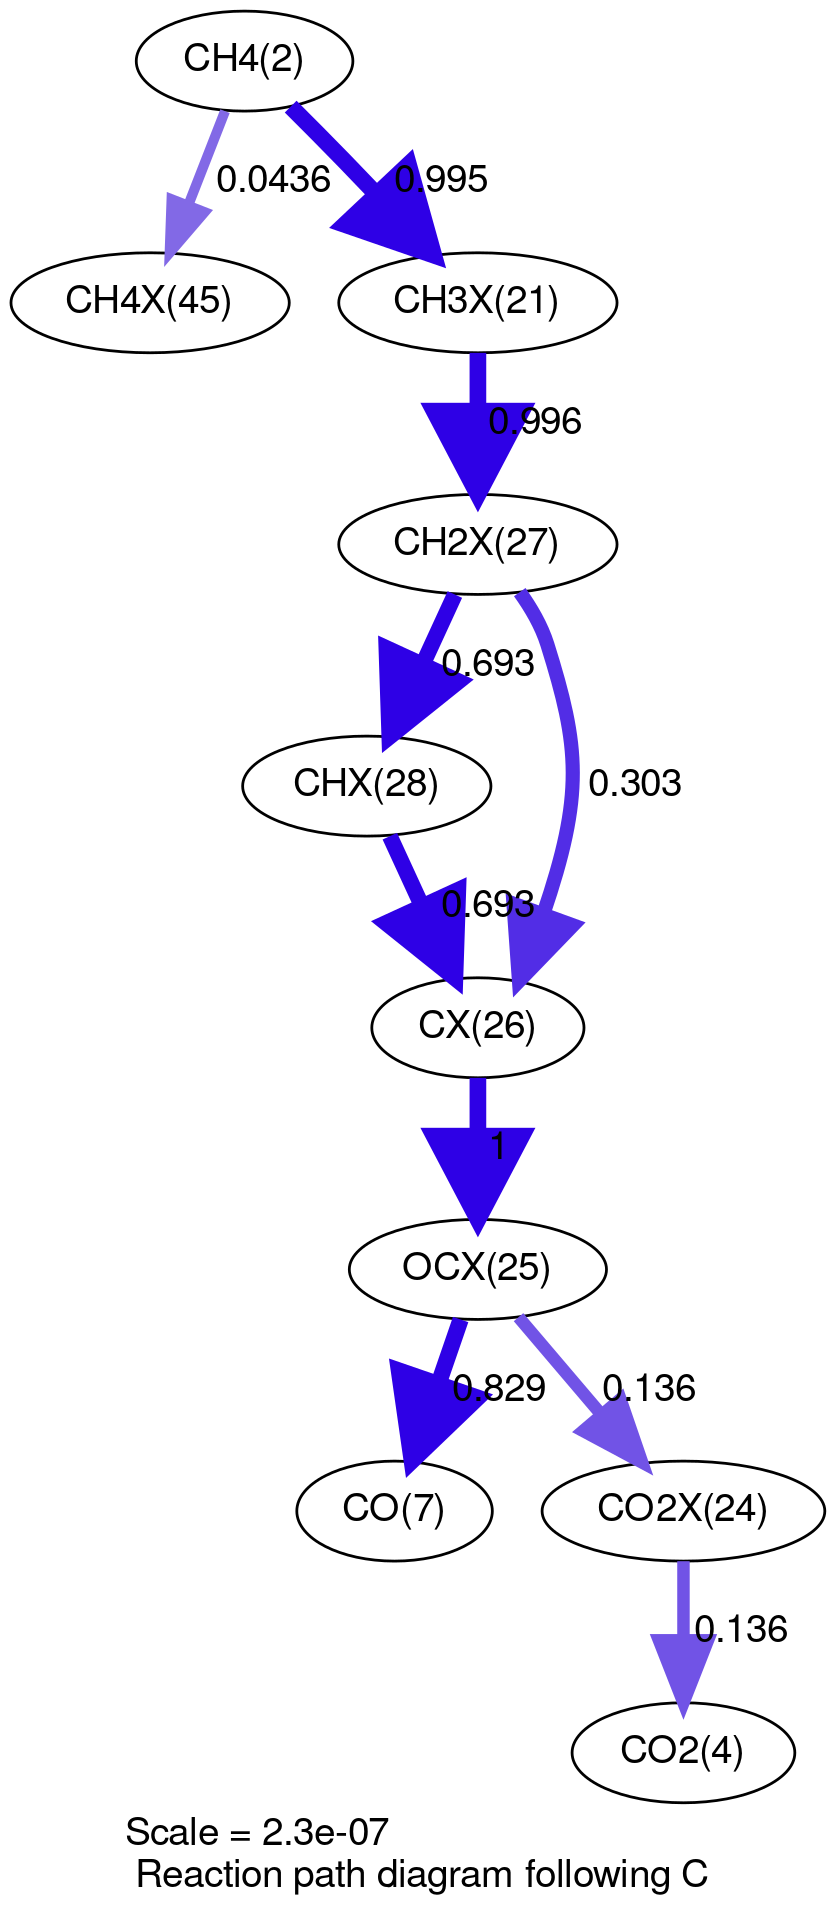 CH4(2)
0.0436
0.995
CH4X(45)
CH3X(21)
0.996
CH2X(27)
0.693
0.303
CHX(28)
0.693
CX(26)
1
OCX(25)
0.829
0.136
CO(7)
CO2X(24)
0.136
CO2(4)
Scale = 2.3e-07
Reaction path diagram following C